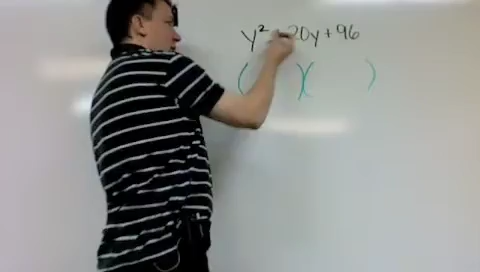 y² - 20y + 96
(      )(      )